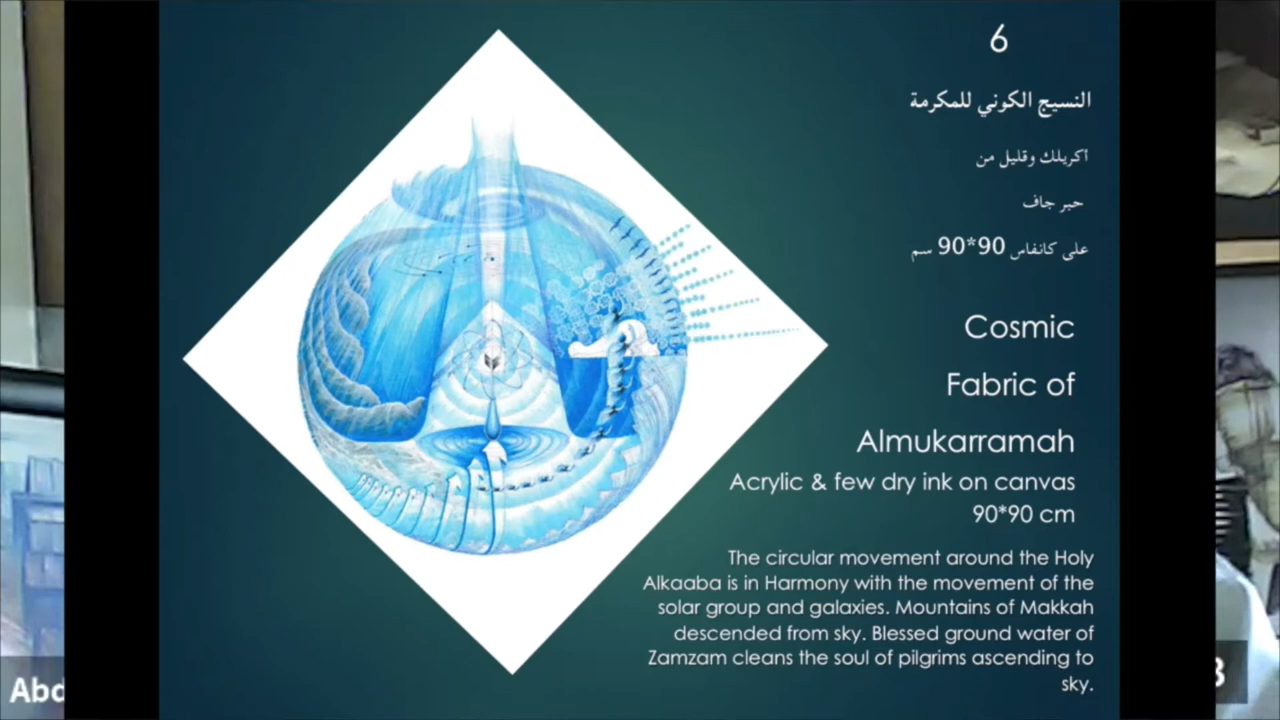 6
النسيج الكوني للمكرمة
أكريلك وقليل من
حبر جاف
على كانفاس 90*90 سم
Cosmic
Fabric of
Almukarramah
Acrylic & few dry ink on canvas
90*90 cm
The circular movement around the Holy
Alkaaba is in Harmony with the movement of the
solar group and galaxies. Mountains of Makkah
descended from sky. Blessed ground water of
Zamzam cleans the soul of pilgrims ascending to
sky.
Abd
3